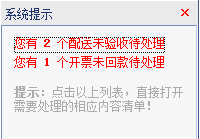 系统提示
您有 2 个配送未验收待处理
您有 1 个开票未回款待处理
提示：点击以上列表，直接打开
需要处理的相应内容清单！